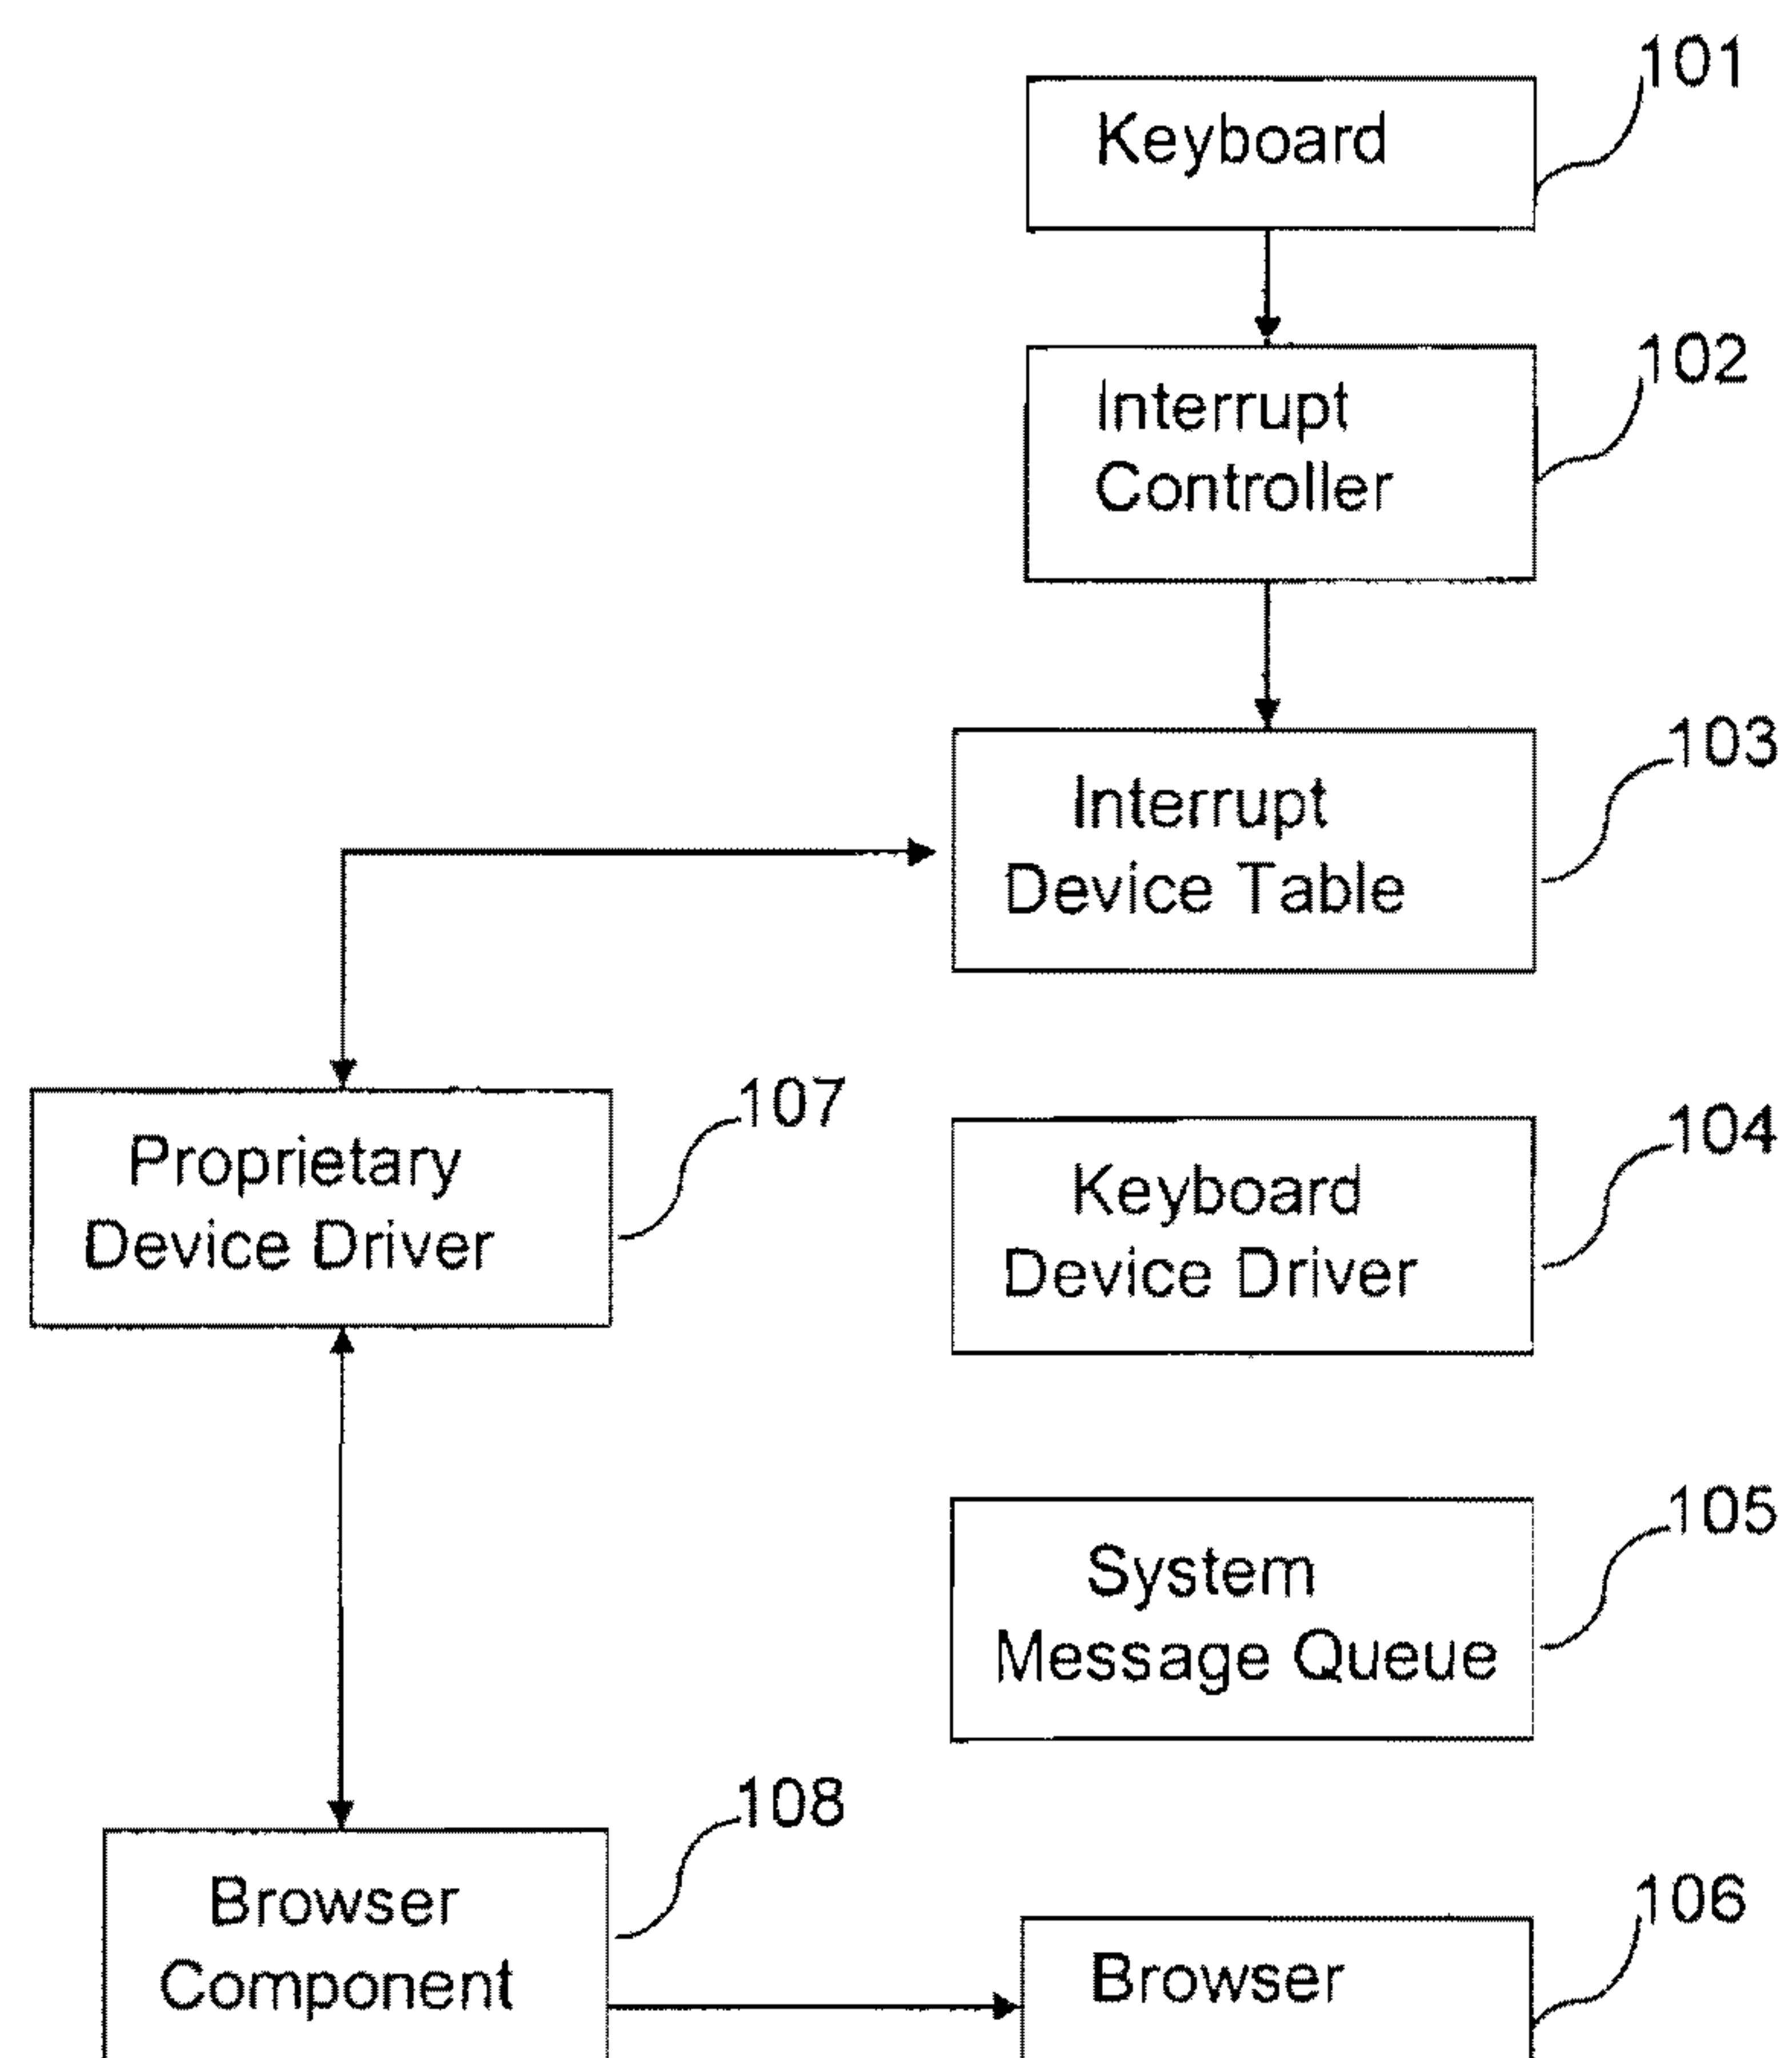 101
Keyboard
102
Interrupt
Controller
103
Interrupt
Device Table
107
Proprietary
Device Driver
104
Keyboard
Device Driver
105
System
Message Queue
108
Browser
Component
106
Browser